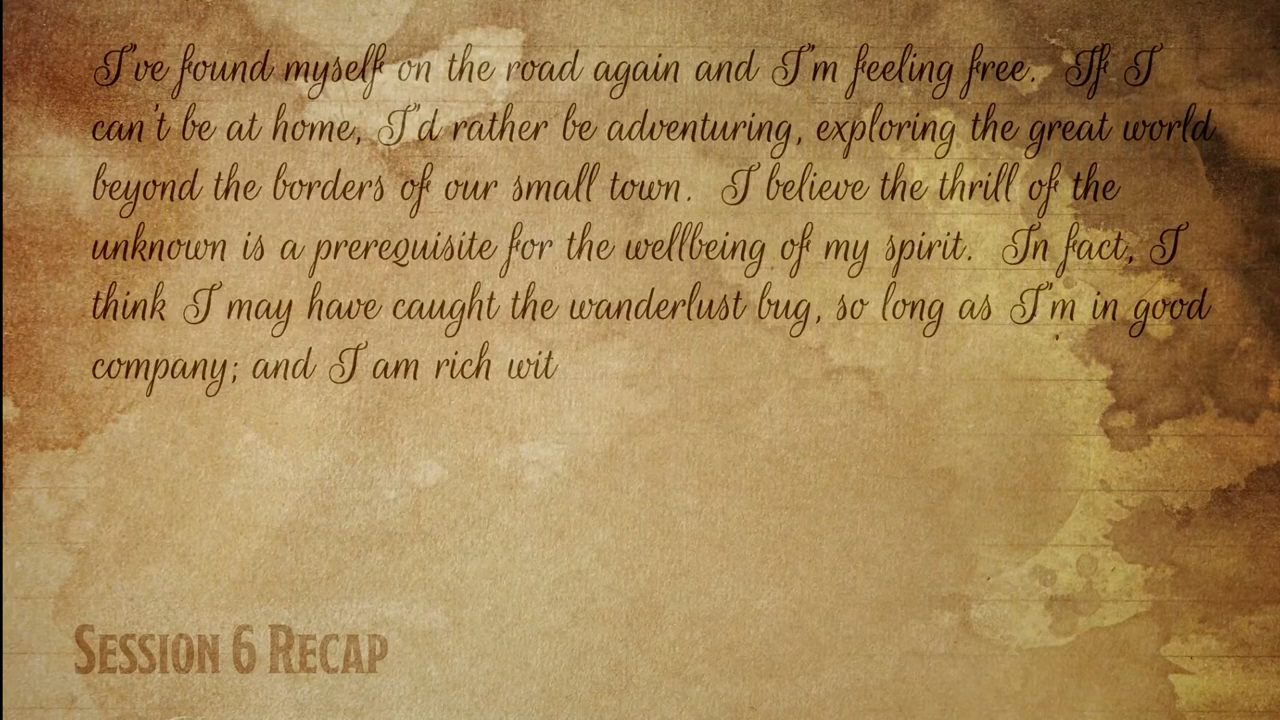 I've found myself on the road again and I'm feeling free.  If I
can't be at home, I'd rather be adventuring, exploring the great world
beyond the borders of our small town.  I believe the thrill of the
unknown is a prerequisite for the wellbeing of my spirit.  In fact, I
think I may have caught the wanderlust bug, so long as I'm in good
company; and I am rich wit
Session 6 Recap